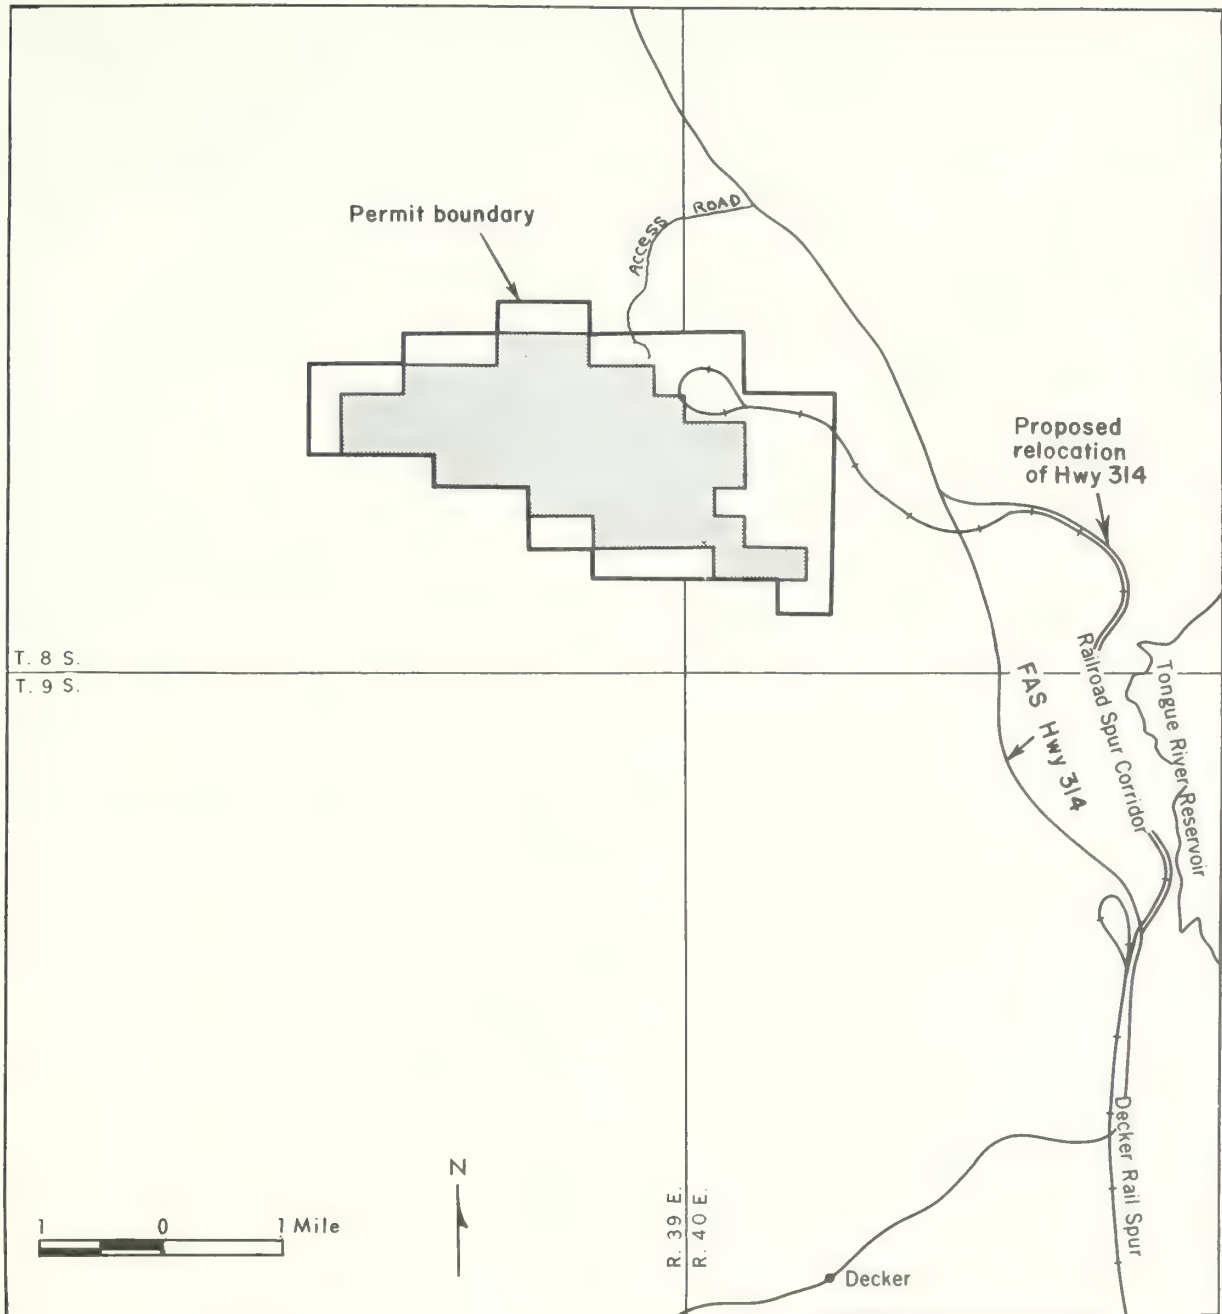 Permit boundary
ACCESS ROAD
Proposed
relocation
of Hwy 314
T. 8 S.
T. 9 S.
Railroad Spur Corridor
Tongue River Reservoir
FAS Hwy 314
Decker Rail Spur
N
R. 39 E.
R. 40 E.
1 0 1 Mile
Decker